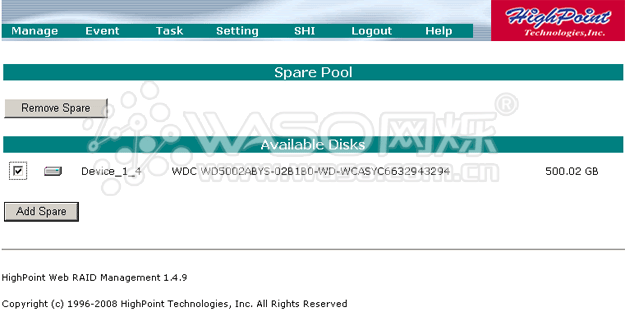 Manage Event Task Setting SHI Logout Help
HighPoint
Technologies,Inc.
Spare Pool
Remove Spare
WASO网烁®
Available Disks
Device_1_4 WDC WD5002ABYS-02B1B0-WD-WCASYC6632943294 500.02 GB
Add Spare
HighPoint Web RAID Management 1.4.9
Copyright (c) 1996-2008 HighPoint Technologies, Inc. All Rights Reserved